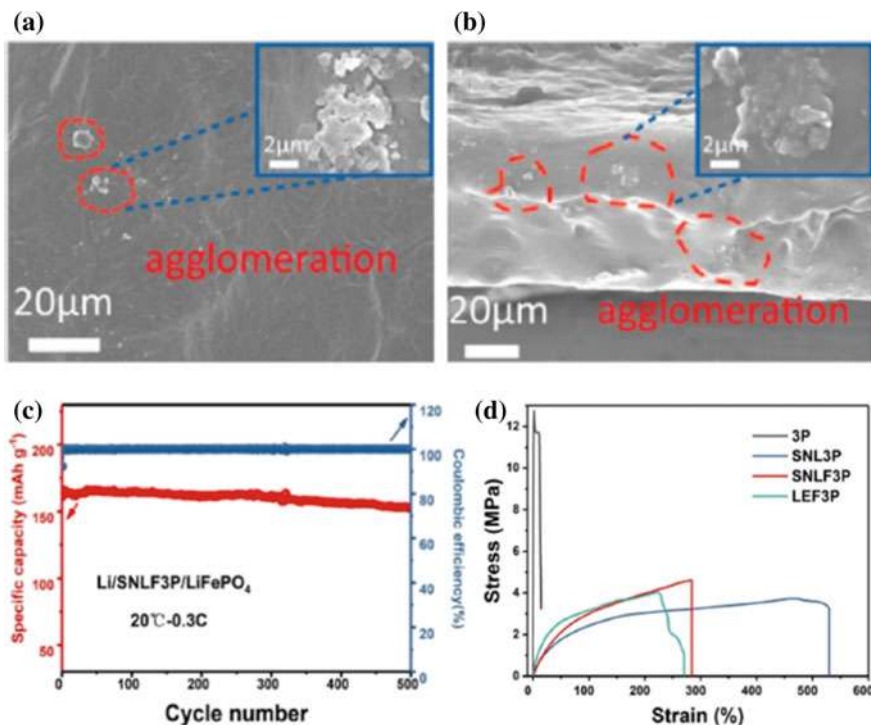 (a)
2μm
agglomeration
20μm
(b)
2μm
20μm
agglomeration
(c)
Specific capacity (mAh g⁻¹)
200
150
100
50
Li/SNLF3P/LiFePO₄
20℃-0.3C
0
100
200
300
400
500
Cycle number
120
100
80
60
40
20
0
Coulombic efficiency(%)
(d)
Stress (MPa)
12
10
8
6
4
2
0
3P
SNL3P
SNLF3P
LEF3P
0
100
200
300
400
500
600
Strain (%)